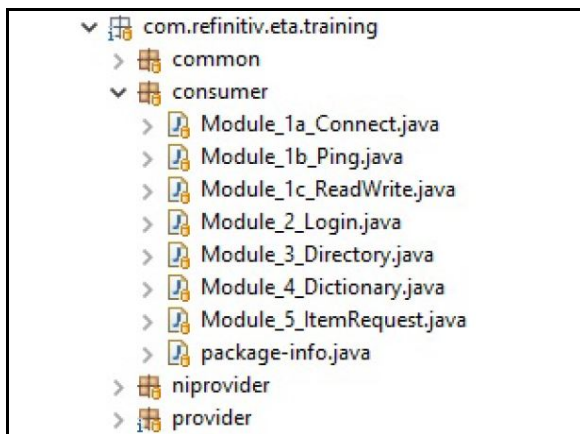 com.refinitiv.eta.training
common
consumer
Module_1a_Connect.java
Module_1b_Ping.java
Module_1c_ReadWrite.java
Module_2_Login.java
Module_3_Directory.java
Module_4_Dictionary.java
Module_5_ItemRequest.java
package-info.java
niprovider
provider